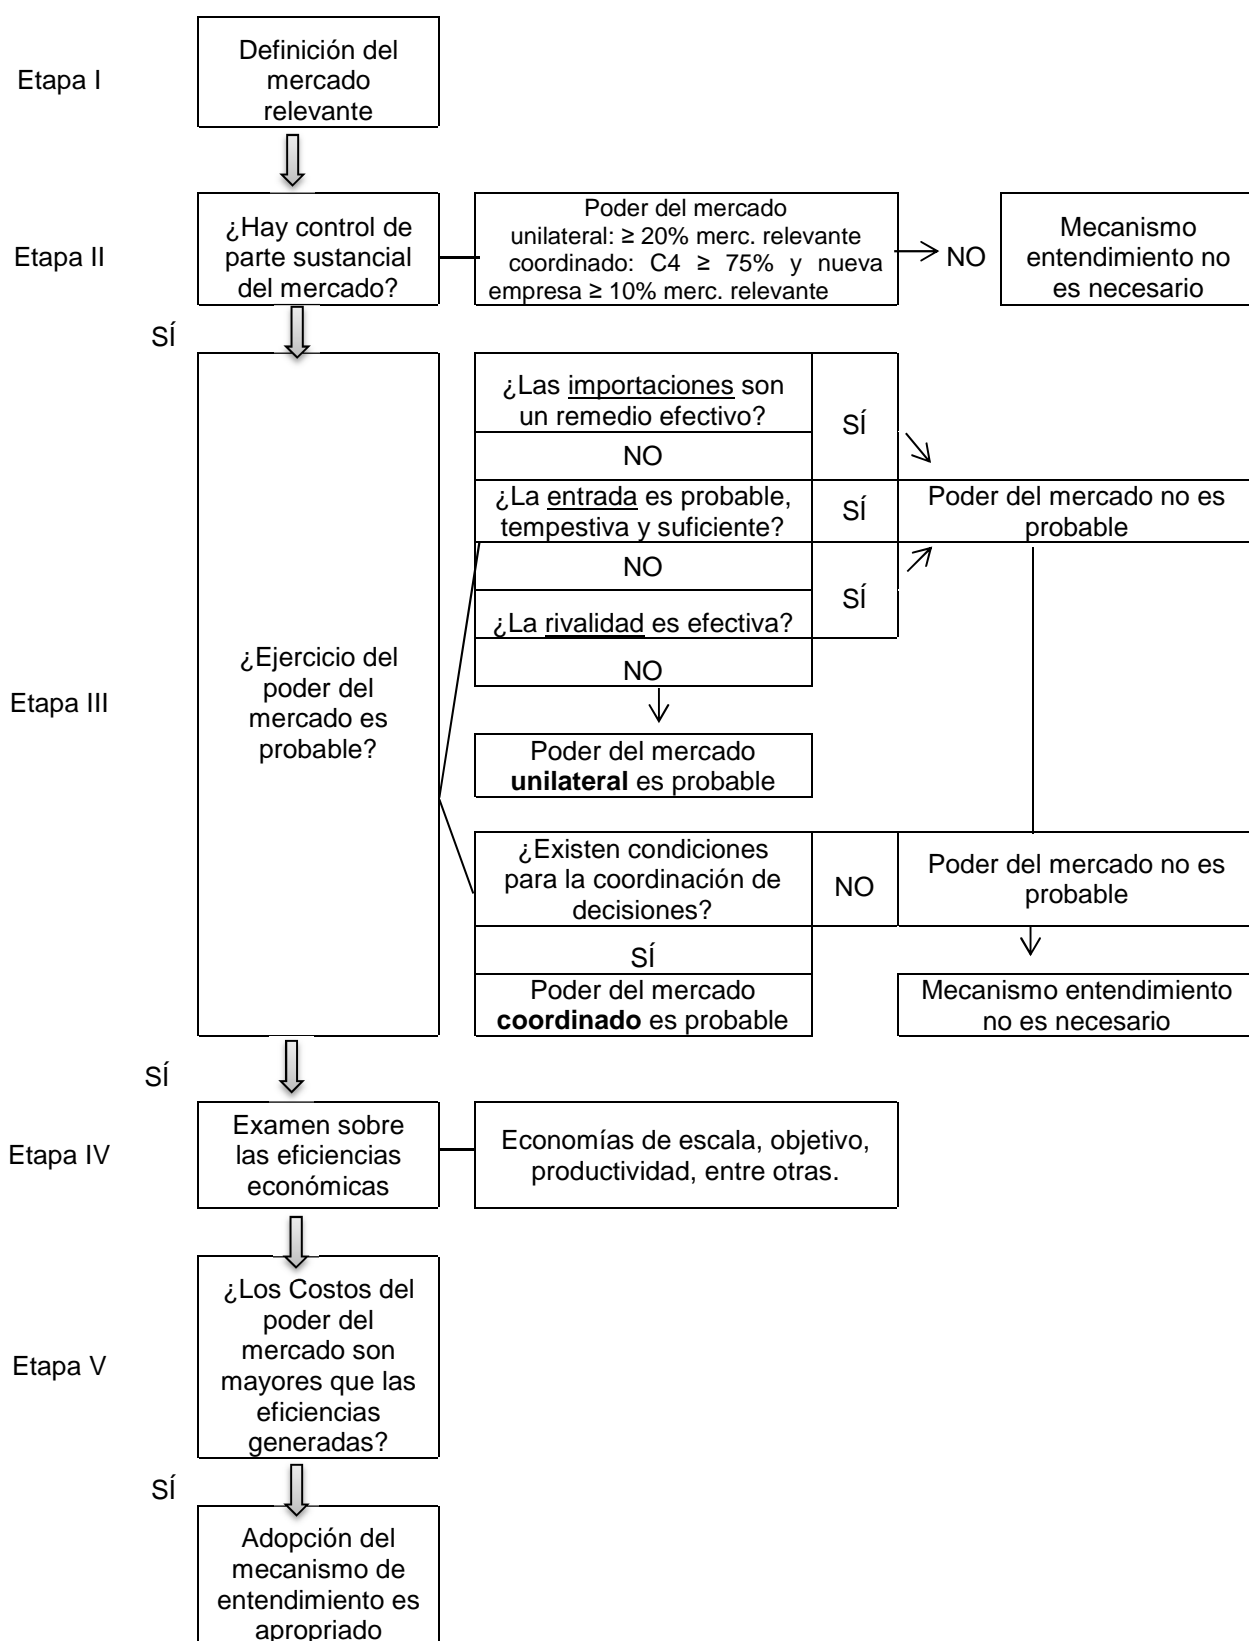 Etapa I
Definición del
mercado
relevante
Etapa II
¿Hay control de
parte sustancial
del mercado?
Poder del mercado
unilateral: ≥ 20% merc. relevante
coordinado: C4 ≥ 75% y nueva
empresa ≥ 10% merc. relevante
NO
Mecanismo
entendimiento no
es necesario
SÍ
Etapa III
¿Ejercicio del
poder del
mercado es
probable?
¿Las importaciones son
un remedio efectivo?
SÍ
NO
¿La entrada es probable,
tempestiva y suficiente?
SÍ
Poder del mercado no es
probable
NO
SÍ
¿La rivalidad es efectiva?
NO
Poder del mercado
unilateral es probable
¿Existen condiciones
para la coordinación de
decisiones?
NO
Poder del mercado no es
probable
SÍ
Poder del mercado
coordinado es probable
Mecanismo entendimiento
no es necesario
SÍ
Etapa IV
Examen sobre
las eficiencias
económicas
Economías de escala, objetivo,
productividad, entre otras.
Etapa V
¿Los Costos del
poder del
mercado son
mayores que las
eficiencias
generadas?
SÍ
Adopción del
mecanismo de
entendimiento es
apropiado